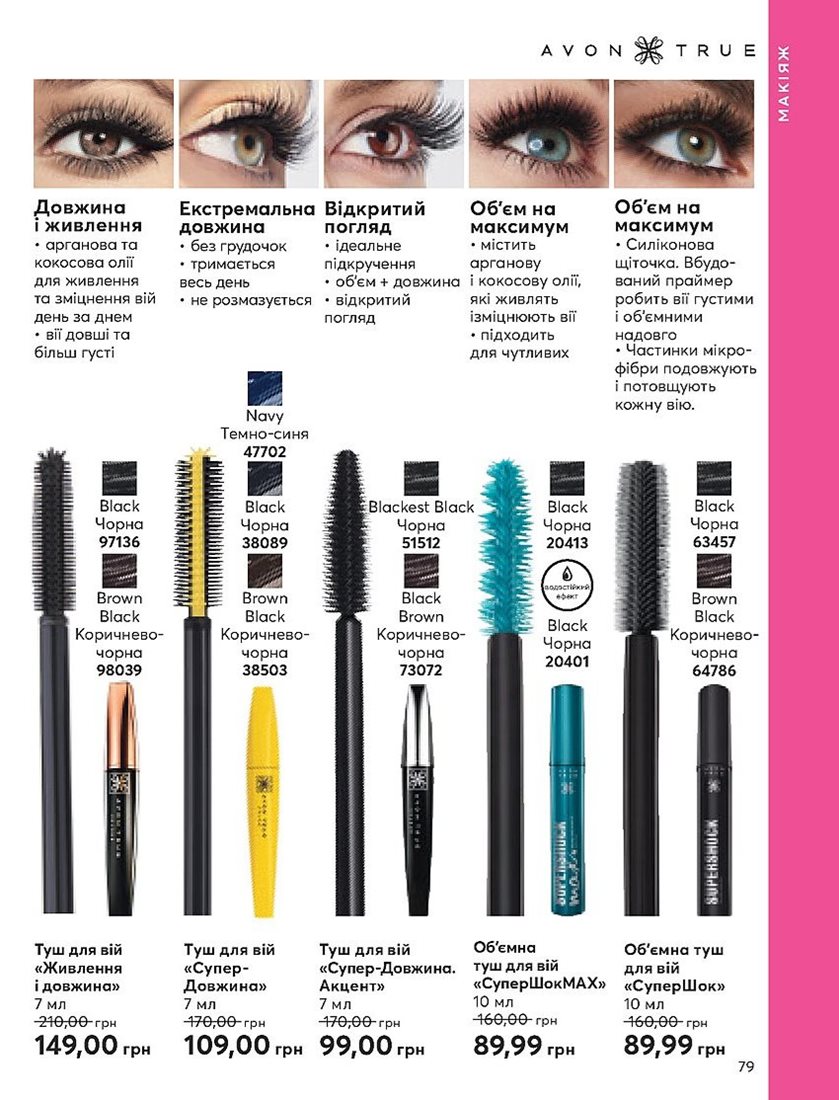 AVON TRUE
МАКІЯЖ
Довжина
і живлення
• арганова та
кокосова олії
для живлення
та зміцнення вій
день за днем
• вії довші та
більш густі
Екстремальна
довжина
• без грудочок
• тримається
весь день
• не розмазується
Відкритий
погляд
• ідеальне
підкручення
• об'єм + довжина
• відкритий
погляд
Об'єм на
максимум
• містить
арганову
і кокосову олії,
які живлять
ізміцнюють вії
• підходить
для чутливих
Об'єм на
максимум
• Силіконова
щіточка. Вбудо-
ований праймер
робить вії густими
і об'ємними
надовго
• Частинки мікро-
фібри подовжують
і потовщують
кожну вію.
Black
Чорна
97136
Brown
Black
Коричнево-
чорна
98039
Navy
Темно-синя
47702
Black
Чорна
38089
Brown
Black
Коричнево-
чорна
38503
Blackest Black
Чорна
51512
Black
Brown
Коричнево-
чорна
73072
Black
Чорна
20413
водостійкий
ефект
Black
Чорна
20401
Black
Чорна
63457
Brown
Black
Коричнево-
чорна
64786
AVON TRUE
SUPERSHOCK
SUPERSHOCK
Туш для вій
«Живлення
і довжина»
7 мл
210,00 грн
149,00 грн
Туш для вій
«Супер-
Довжина»
7 мл
170,00 грн
109,00 грн
Туш для вій
«Супер-Довжина.
Акцент»
7 мл
170,00 грн
99,00 грн
Об'ємна
туш для вій
«СуперШокМАХ»
10 мл
160,00 грн
89,99 грн
Об'ємна туш
для вій
«СуперШок»
10 мл
160,00 грн
89,99 грн
79